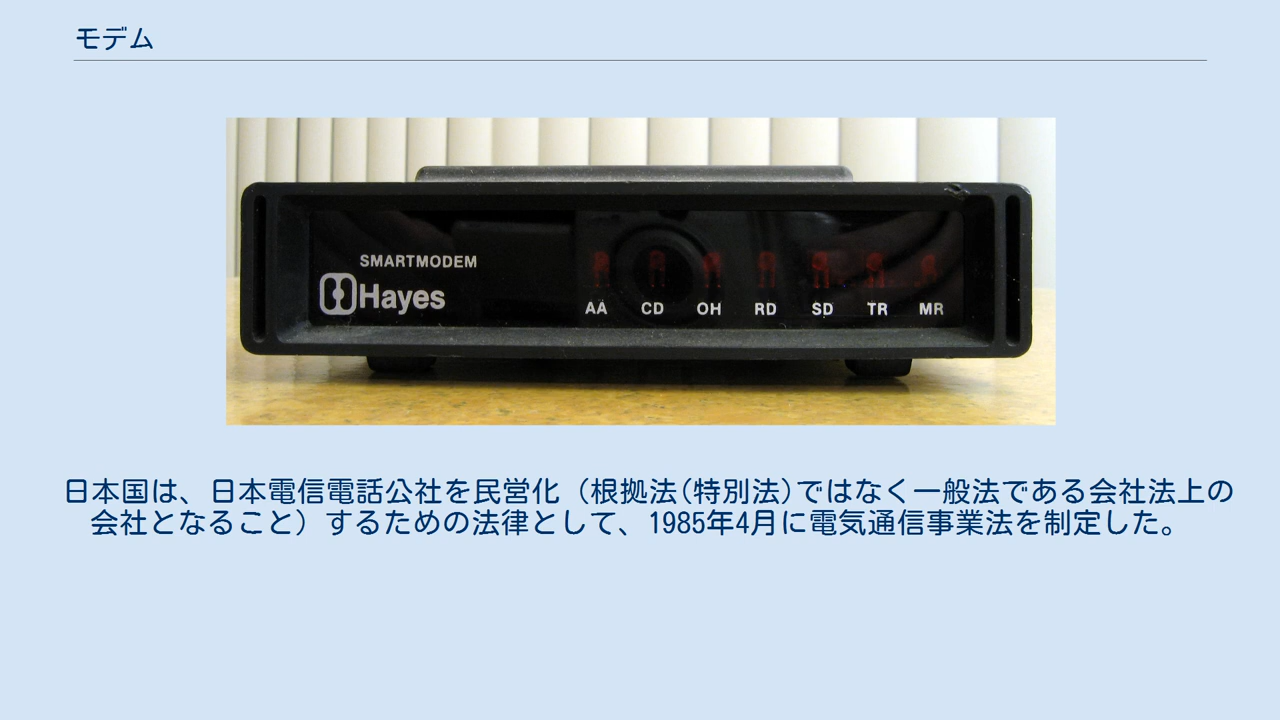 モデム
SMARTMODEM
Hayes
AA CD OH RD SD TR MR
日本国は、日本電信電話公社を民営化（根拠法(特別法)ではなく一般法である会社法上の
会社となること）するための法律として、1985年4月に電気通信事業法を制定した。